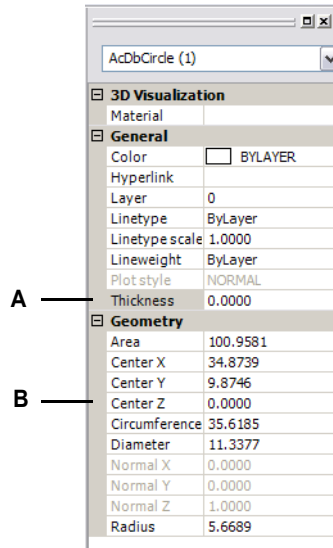 AcDbCircle (1)
3D Visualization
Material
General
Color BYLAYER
Hyperlink
Layer 0
Linetype ByLayer
Linetype scale 1.0000
Lineweight ByLayer
Plot style NORMAL
A Thickness 0.0000
Geometry
Area 100.9581
Center X 34.8739
Center Y 9.8746
B Center Z 0.0000
Circumference 35.6185
Diameter 11.3377
Normal X 0.0000
Normal Y 0.0000
Normal Z 1.0000
Radius 5.6689